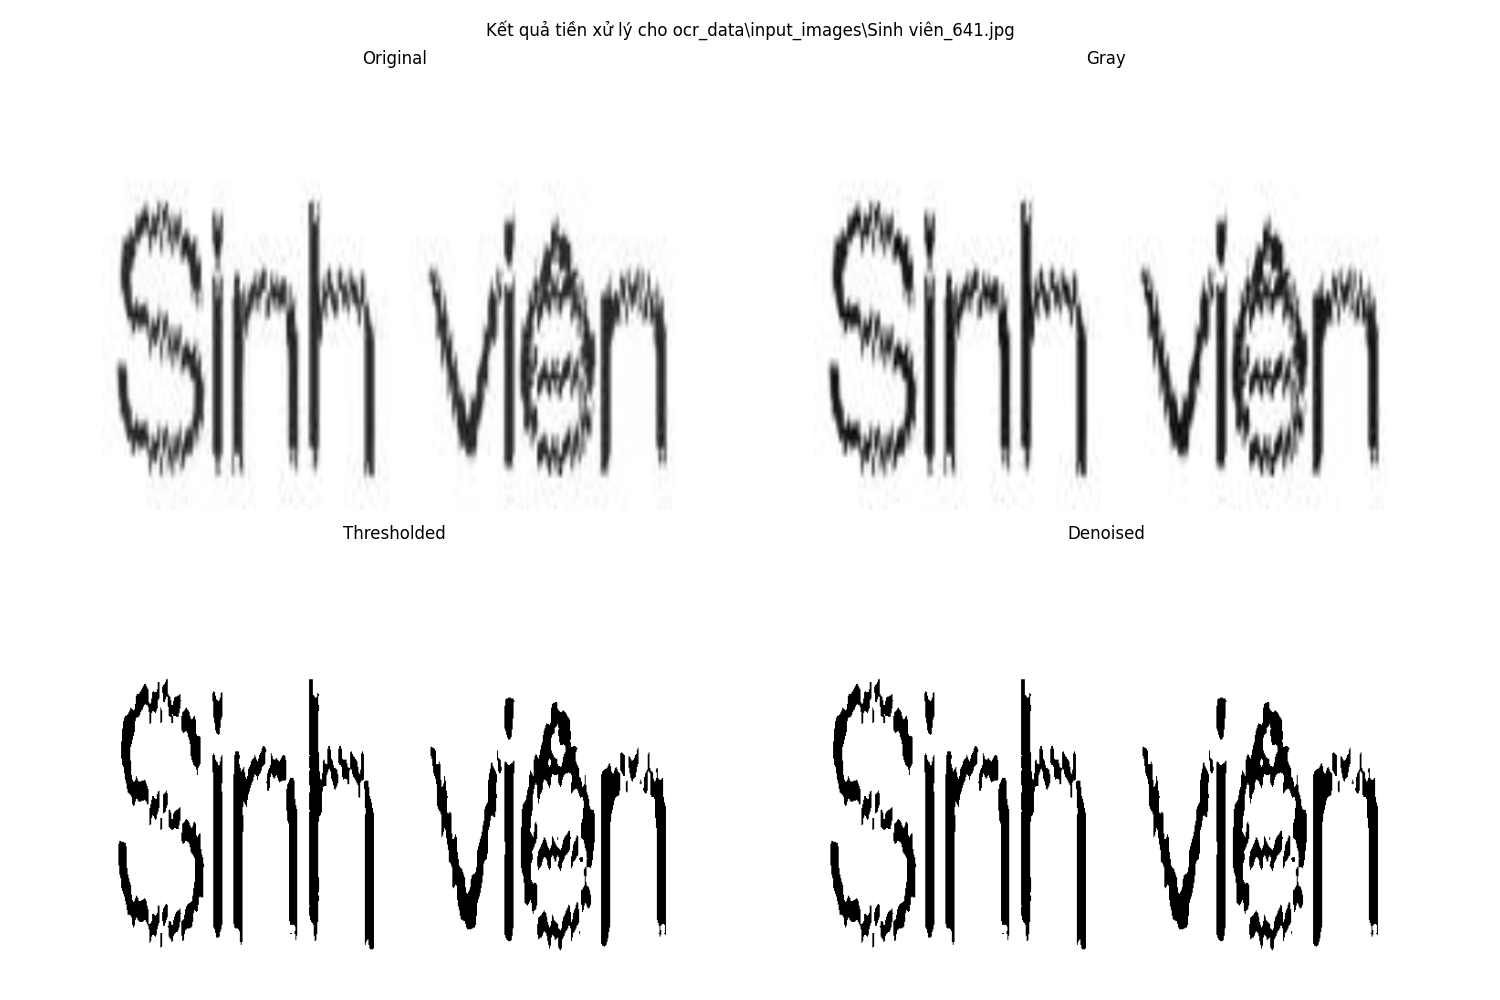 Kết quả tiền xử lý cho ocr_data\input_images\Sinh viên_641.jpg
Original
Gray
Sinh viên
Sinh viên
Thresholded
Denoised
Sinh viên
Sinh viên